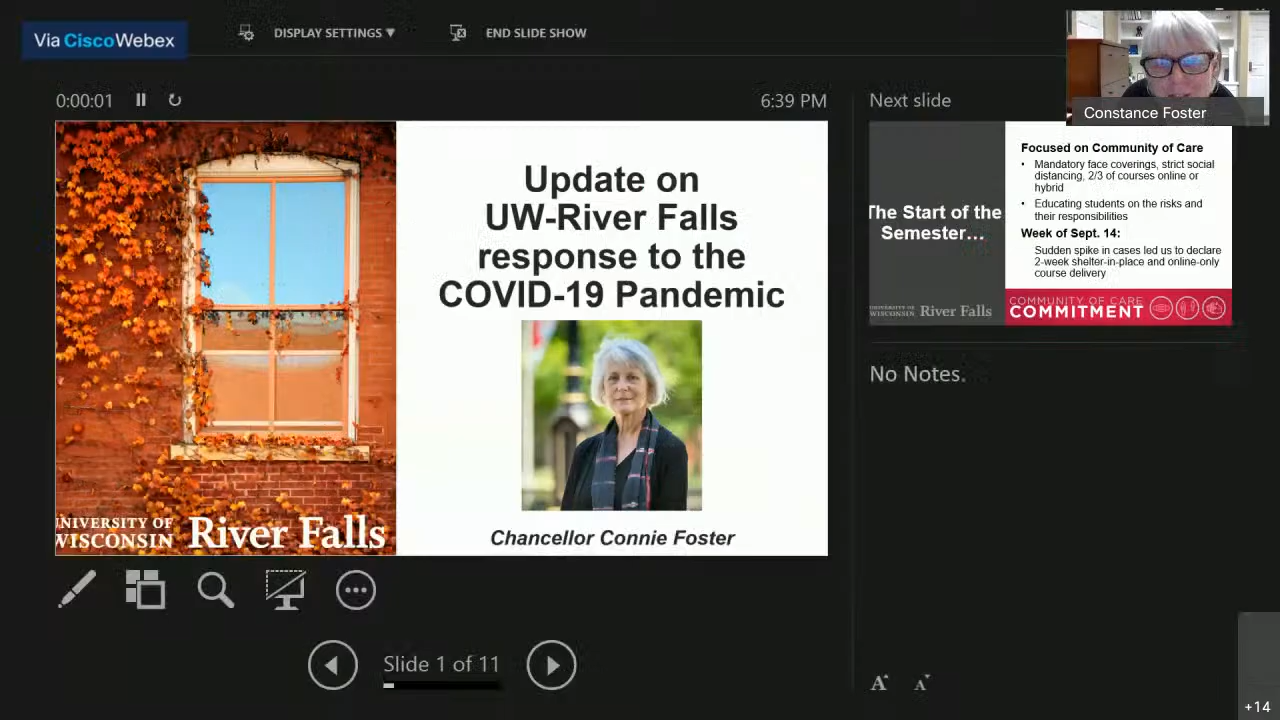 Via Cisco Webex
DISPLAY SETTINGS ▼
END SLIDE SHOW
0:00:01
6:39 PM
Update on
UW-River Falls
response to the
COVID-19 Pandemic
Chancellor Connie Foster
UNIVERSITY OF
WISCONSIN
River Falls
Slide 1 of 11
Next slide
Constance Foster
The Start of the
Semester...
UNIVERSITY OF
WISCONSIN
River Falls
Focused on Community of Care
• Mandatory face coverings, strict social
distancing, 2/3 of courses online or
hybrid
• Educating students on the risks and
their responsibilities
Week of Sept. 14:
Sudden spike in cases led us to declare
2-week shelter-in-place and online-only
course delivery
COMMUNITY OF CARE
COMMITMENT
No Notes.
A A
+14